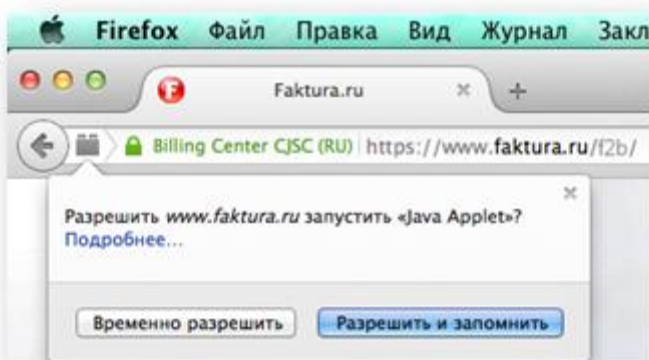 Firefox Файл Правка Вид Журнал Закл
Faktura.ru
Billing Center CJSC (RU) https://www.faktura.ru/f2b/
Разрешить www.faktura.ru запустить «Java Applet»?
Подробнее...
Временно разрешить Разрешить и запомнить